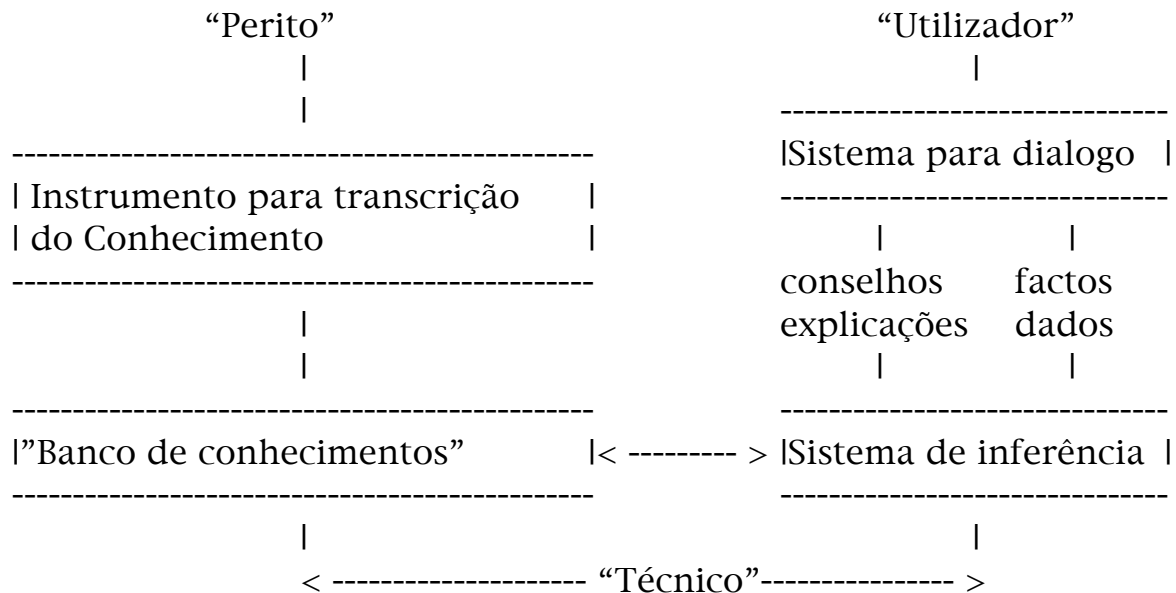 “Perito” “Utilizador”
| |
|
---------------------------------
------------------------------------------------- |Sistema para dialogo |
| Instrumento para transcrição | ---------------------------------
| do Conhecimento | | |
------------------------------------------------- conselhos factos
| explicações dados
| | |
------------------------------------------------- ---------------------------------
|”Banco de conhecimentos” |< --------- > |Sistema de inferência |
------------------------------------------------- ---------------------------------
| |
< --------------------- “Técnico”---------------- >